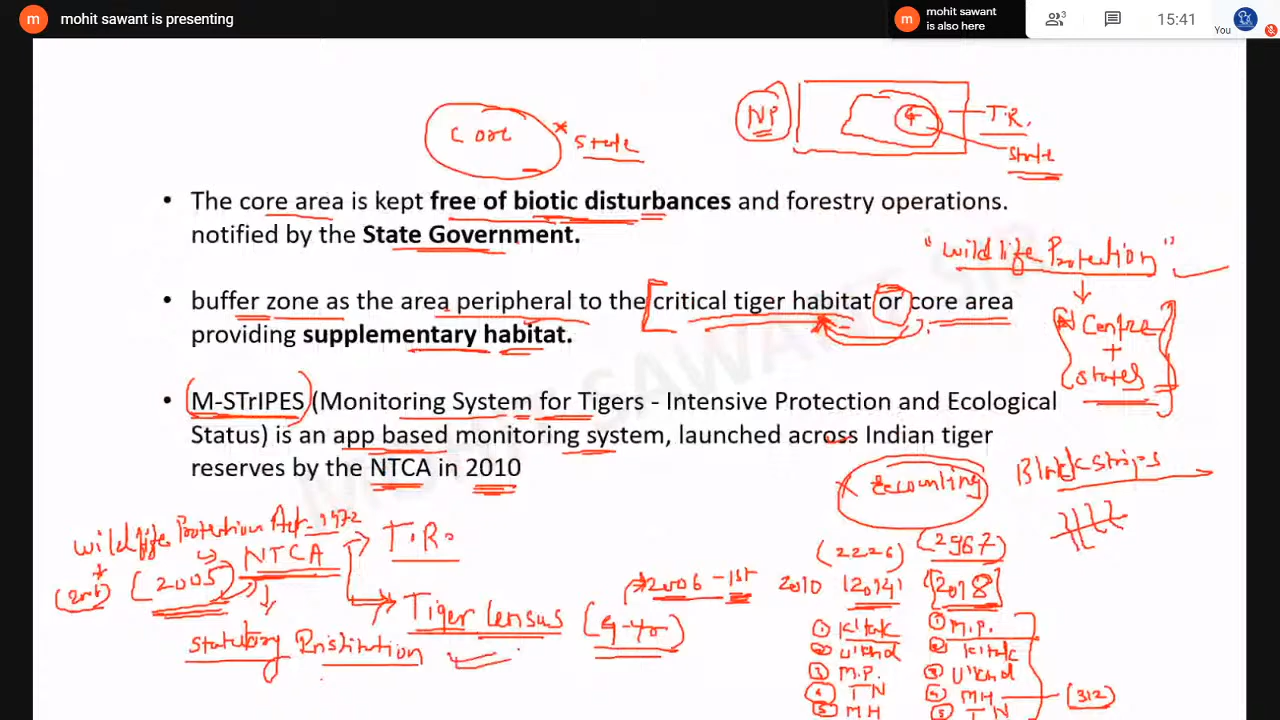 m mohit sawant is presenting
m mohit sawant is also here
3
15:41
You
Core
State
NP
T.R.
State
• The core area is kept free of biotic disturbances and forestry operations.
notified by the State Government.
"Wildlife Protection"
• buffer zone as the area peripheral to the critical tiger habitat or core area
providing supplementary habitat.
Centre
+
States
• M-STrIPES (Monitoring System for Tigers - Intensive Protection and Ecological
Status) is an app based monitoring system, launched across Indian tiger
reserves by the NTCA in 2010
Black Stripes
Wildlife Protection Act-1972
NTCA
T.R.
(2005)
Tiger Census
(4-Yr)
2006 - 1st
Statutory Institution
(2226) (2967)
2010 2014 2018
① K'tak ① M.P.
② U'Khd ② K'tak
③ M.P. ③ U'Khd
④ TN ④ MH (312)
⑤ MH ⑤ TN